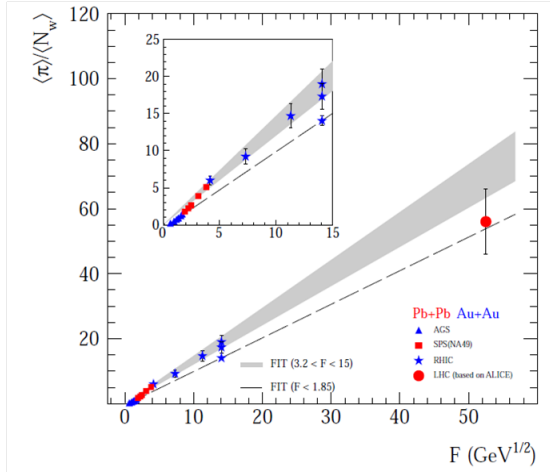 ⟨π⟩/⟨N_w⟩
120
100
80
60
40
20
0
10
20
30
40
50
F (GeV^{1/2})
25
20
15
10
5
0
0
5
10
15
Pb+Pb Au+Au
AGS
SPS(NA49)
RHIC
LHC (based on ALICE)
FIT (3.2 < F < 15)
FIT (F < 1.85)